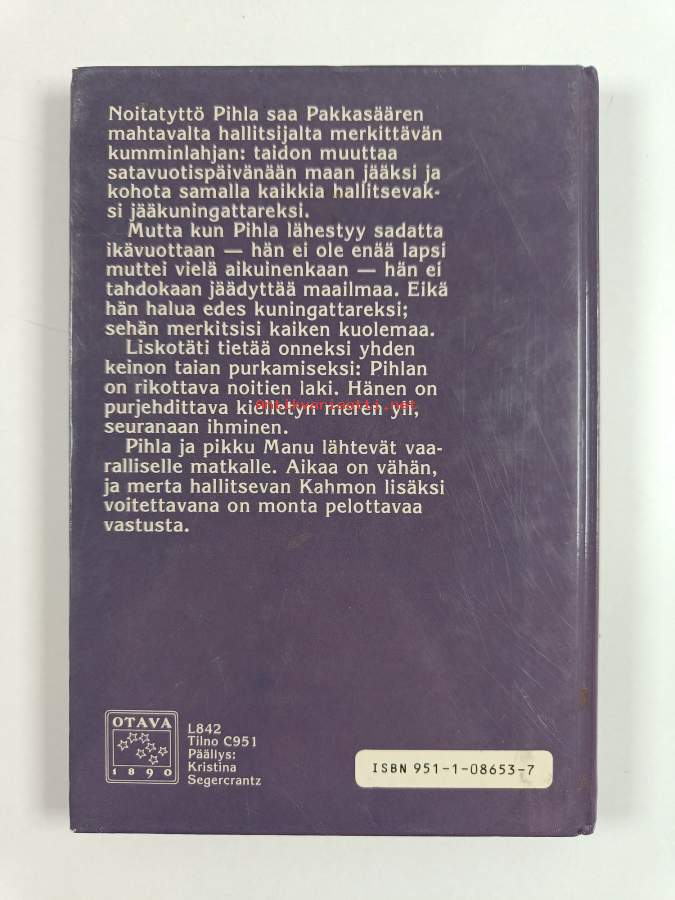 Noitatyttö Pihla saa Pakkasäären
mahtavalta hallitsijalta merkittävän
kumminlahjan: taidon muuttaa
satavuotispäivänään maan jääksi ja
kohota samalla kaikkia hallitsevak-
si jääkuningattareksi.
Mutta kun Pihla lähestyy sadatta
ikävuottaan — hän ei ole enää lapsi
muttei vielä aikuinenkaan — hän ei
tahdokaan jäädyttää maailmaa. Eikä
hän halua edes kuningattareksi;
sehän merkitsisi kaiken kuolemaa.
Liskotäti tietää onneksi yhden
keinon taian purkamiseksi: Pihlan
on rikottava noitien laki. Hänen on
purjehdittava kielletyn meren yli,
antikvariaatti.net
seuranaan ihminen.
Pihla ja pikku Manu lähtevät vaa-
ralliselle matkalle. Aikaa on vähän,
ja merta hallitsevan Kahmon lisäksi
voitettavana on monta pelottavaa
vastusta.
OTAVA
1890
L842
Tilno C951
Päällys:
Kristina
Segercrantz
ISBN 951-1-08653-7